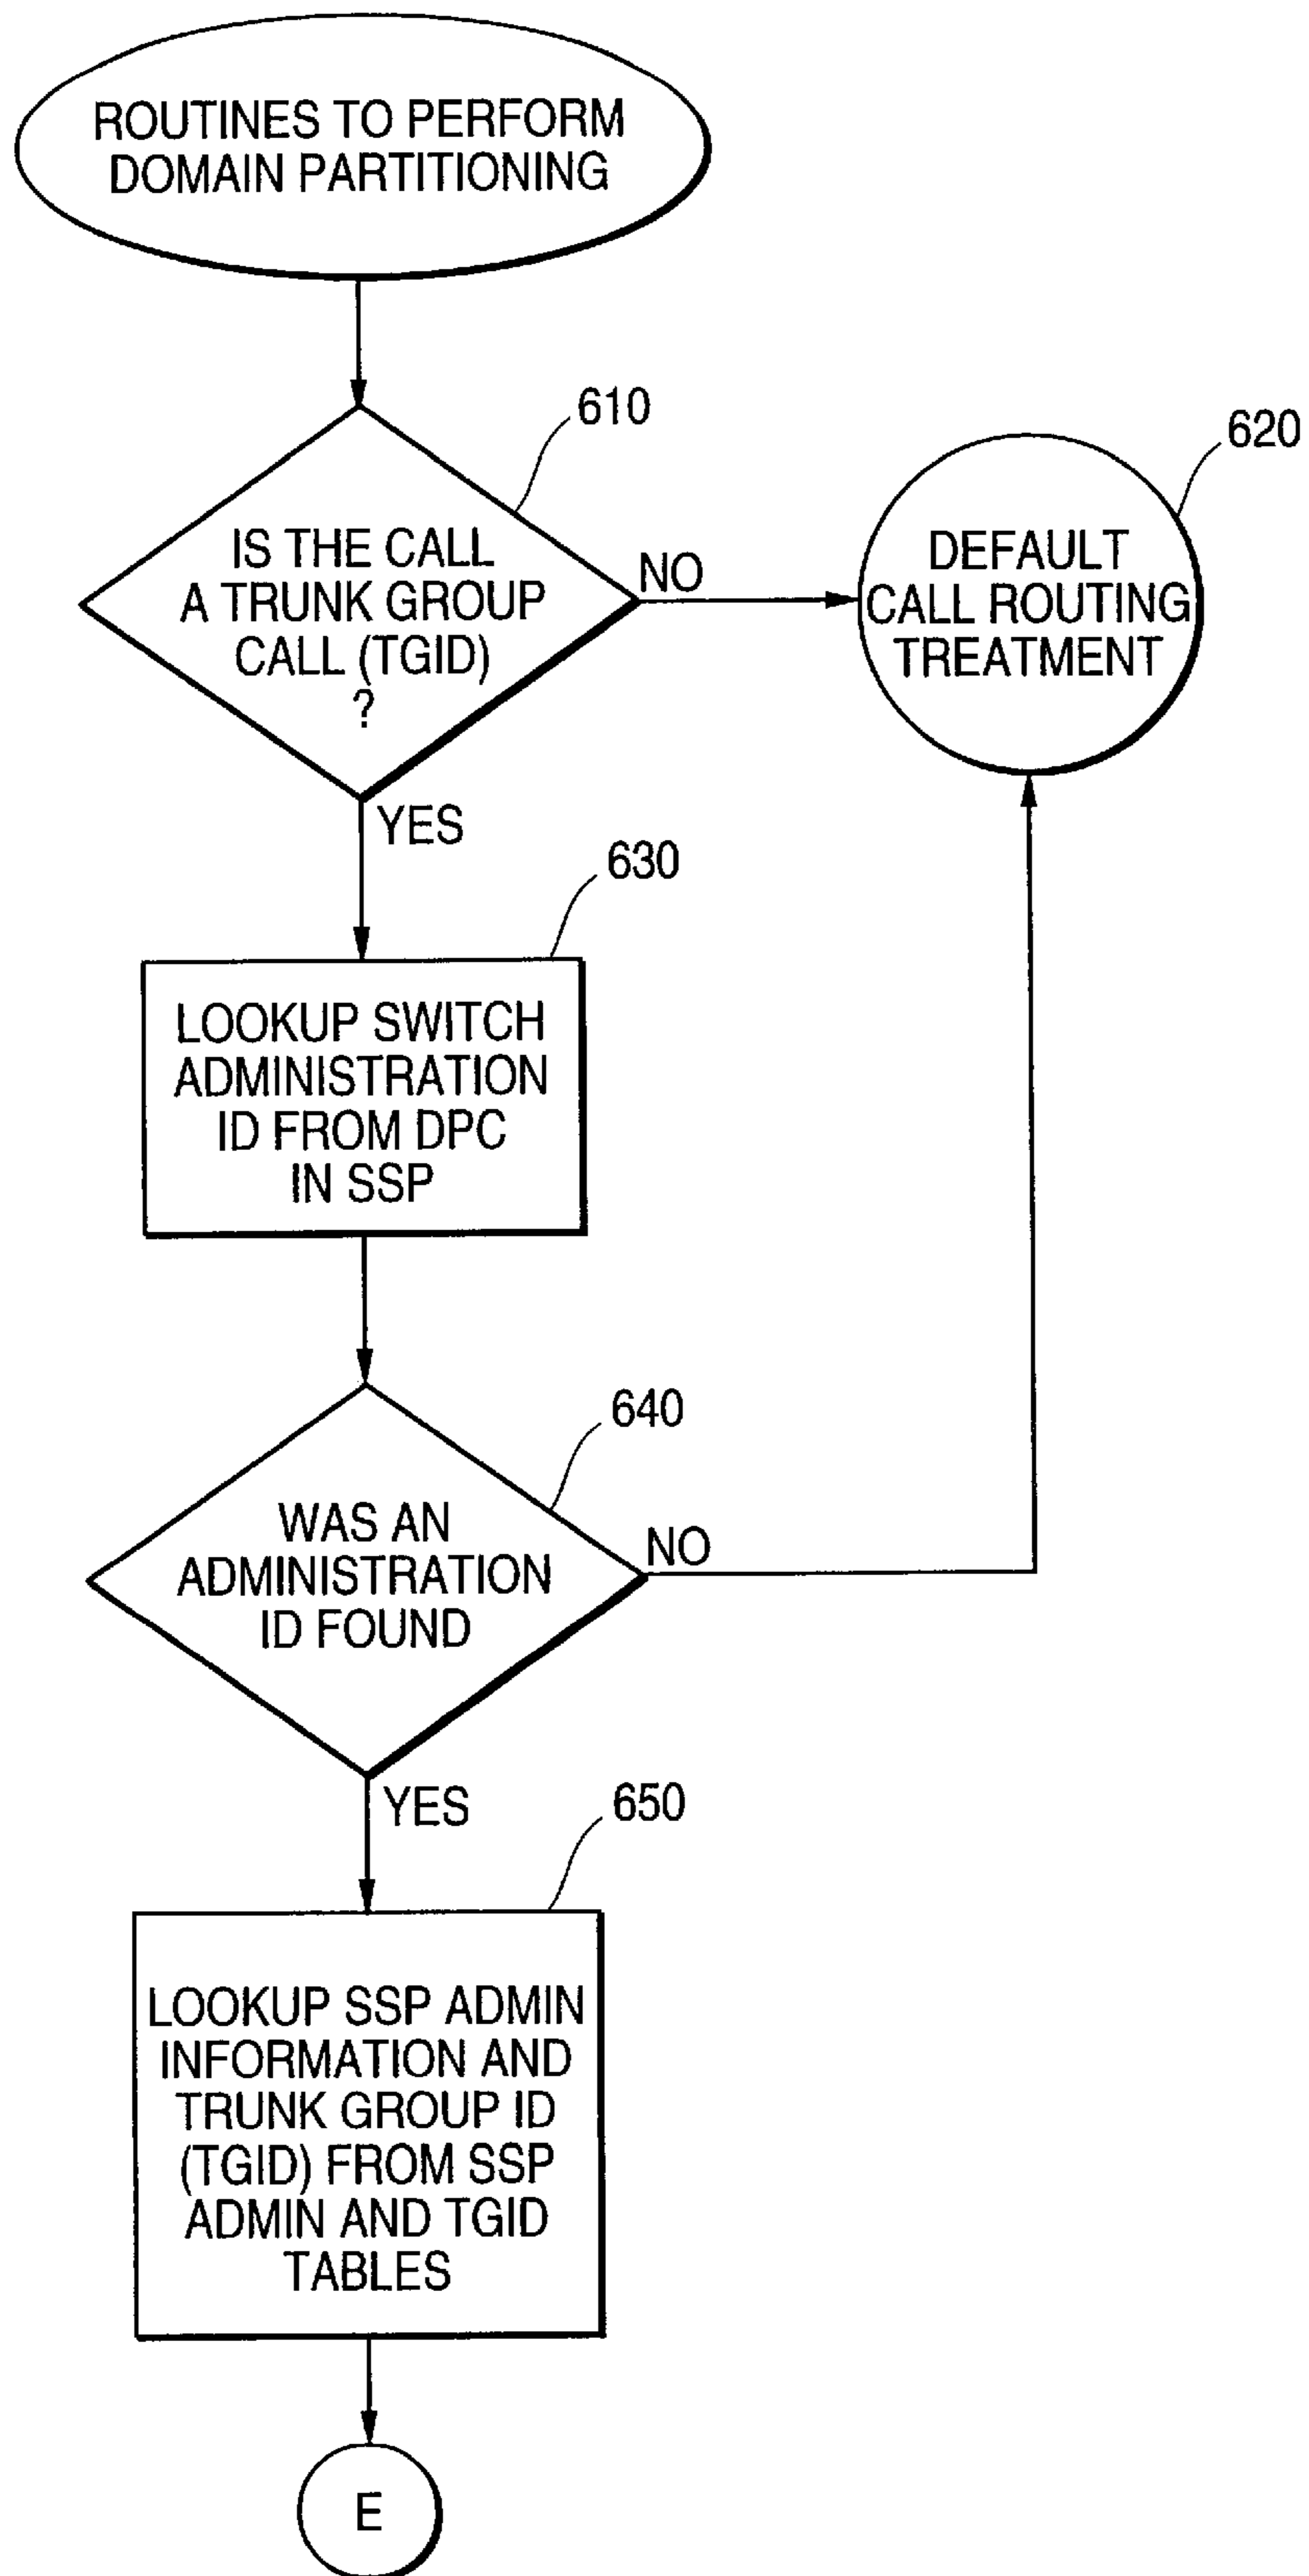 ROUTINES TO PERFORM
DOMAIN PARTITIONING
610
IS THE CALL
A TRUNK GROUP
CALL (TGID)
?
NO
YES
620
DEFAULT
CALL ROUTING
TREATMENT
630
LOOKUP SWITCH
ADMINISTRATION
ID FROM DPC
IN SSP
640
WAS AN
ADMINISTRATION
ID FOUND
NO
YES
650
LOOKUP SSP ADMIN
INFORMATION AND
TRUNK GROUP ID
(TGID) FROM SSP
ADMIN AND TGID
TABLES
E